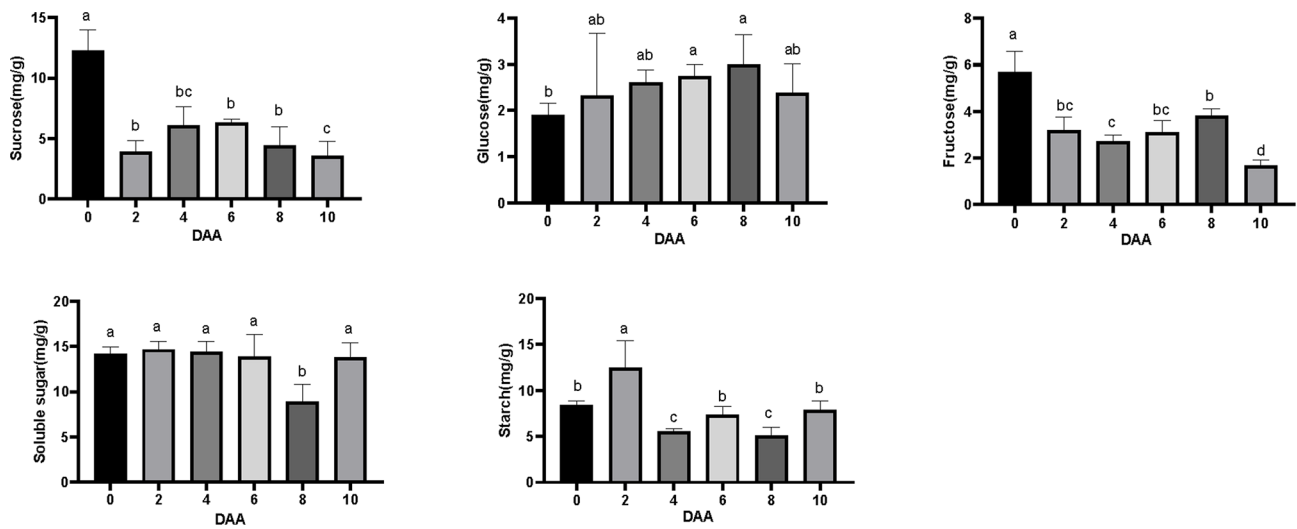 Sucrose(mg/g)
15
10
5
0
a
b
bc
b
b
c
0 2 4 6 8 10
DAA
Glucose(mg/g)
4
3
2
1
0
b
ab
ab
a
a
ab
0 2 4 6 8 10
DAA
Fructose(mg/g)
8
6
4
2
0
a
bc
c
bc
b
d
0 2 4 6 8 10
DAA
Soluble sugar(mg/g)
20
15
10
5
0
a
a
a
a
b
a
0 2 4 6 8 10
DAA
Starch(mg/g)
20
15
10
5
0
b
a
c
b
c
b
0 2 4 6 8 10
DAA